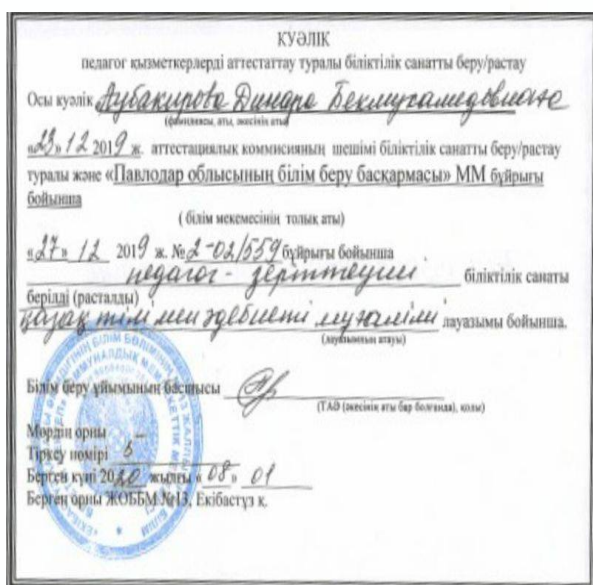 КУӘЛІК
педагог қызметкерлерді аттестаттау туралы біліктілік санатты беру/растау
Осы куәлік Аубакирова Динара Бекмухамедовнаға
(фамилиясы, аты, әкесінің аты)
«23» 12 2019 ж. аттестациялық комиссияның шешімі біліктілік санатты беру/растау
туралы және «Павлодар облысының білім беру басқармасы» ММ бұйрығы
бойынша
( білім мекемесінің толық аты)
«27» 12 2019 ж. №2-02/559 бұйрығы бойынша
педагог - зерттеуші біліктілік санаты
берілді (расталды)
қазақ тілі мен әдебиеті мұғалімі лауазымы бойынша.
(лауазымның атауы)
Білім беру ұйымының басшысы
(ТАӘ (әкесінің аты бар болғанда), қолы)
Мөрдің орны
Тіркеу нөмірі 5
Берген күні 2020 жылғы «08» 01
Берген орны ЖОББМ №13, Екібастұз қ.